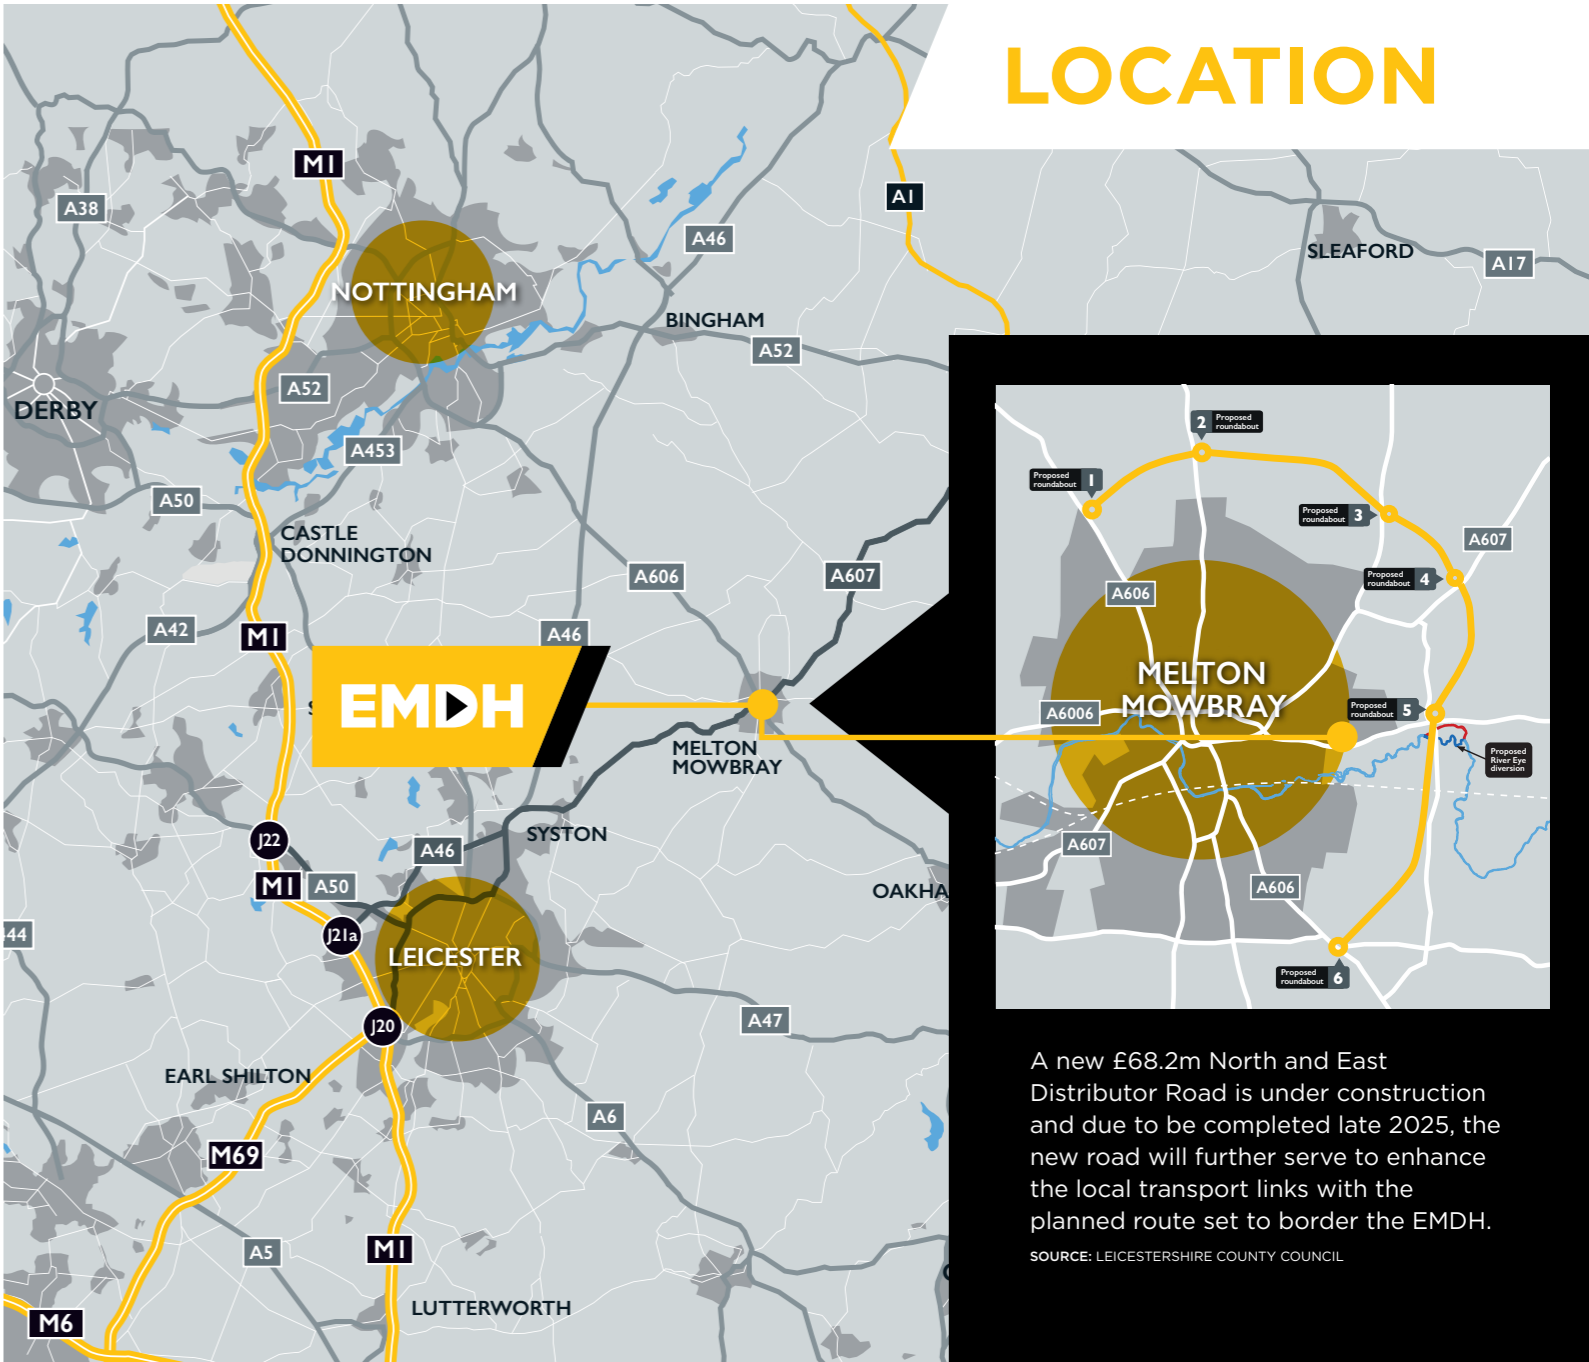 LOCATION
M1
A38
A1
A46
SLEAFORD
A17
NOTTINGHAM
BINGHAM
A52
A52
DERBY
A453
A50
CASTLE
DONNINGTON
A606
A607
A42
M1
A46
EMDH
MELTON
MOWBRAY
J22
A46
SYSTON
M1
A50
OAKHA
J21a
LEICESTER
J20
A47
EARL SHILTON
A6
M69
A5
M1
LUTTERWORTH
M6
2 Proposed
roundabout
Proposed
roundabout 1
Proposed
roundabout 3
A607
Proposed
roundabout 4
A606
MELTON
MOWBRAY
A6006
Proposed
roundabout 5
Proposed
River Eye
diversion
A607
A606
Proposed
roundabout 6
A new £68.2m North and East
Distributor Road is under construction
and due to be completed late 2025, the
new road will further serve to enhance
the local transport links with the
planned route set to border the EMDH.
SOURCE: LEICESTERSHIRE COUNTY COUNCIL